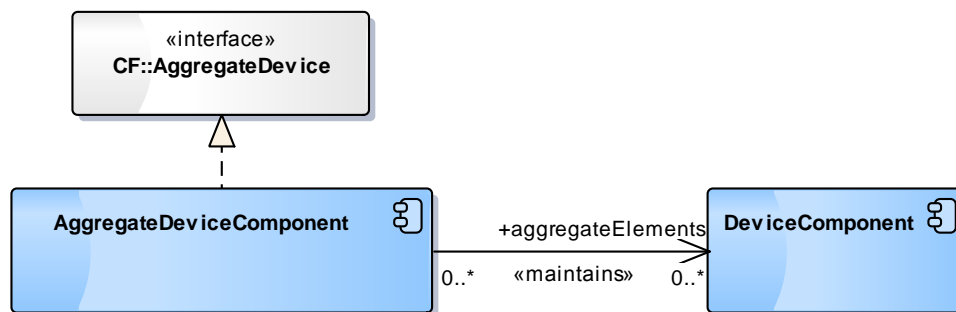 «interface»
CF::AggregateDevice
AggregateDeviceComponent
+aggregateElements
DeviceComponent
0..*
«maintains»
0..*